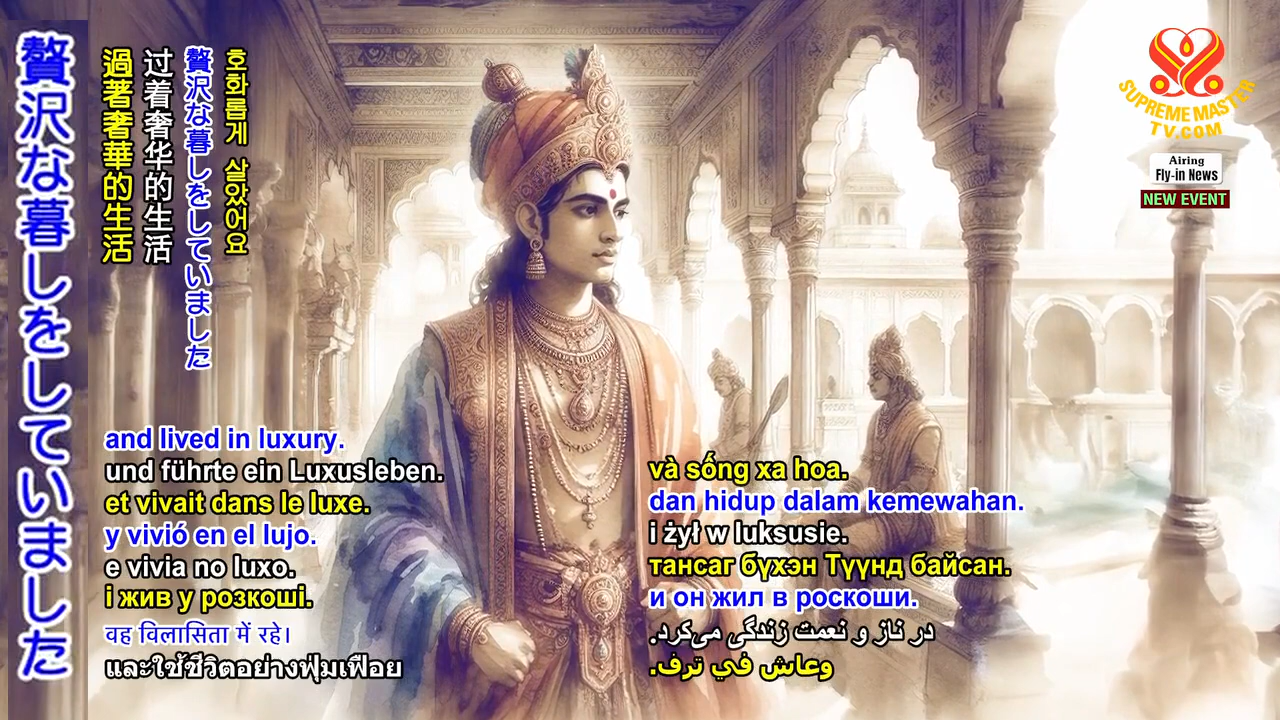 贅沢な暮しをしていました
過著奢華的生活
过着奢华的生活
贅沢な暮しをしていました
호화롭게 살았어요
SUPREME MASTER
TV.COM
Airing
Fly-in News
NEW EVENT
and lived in luxury.
und führte ein Luxusleben.
et vivait dans le luxe.
y vivió en el lujo.
e vivia no luxo.
і жив у розкоші.
वह विलासिता में रहे।
และใช้ชีวิตอย่างฟุ่มเฟือย
và sống xa hoa.
dan hidup dalam kemewahan.
i żył w luksusie.
тансаг бүхэн Түүнд байсан.
и он жил в роскоши.
در ناز و نعمت زندگی می‌کرد.
وعاش في ترف.